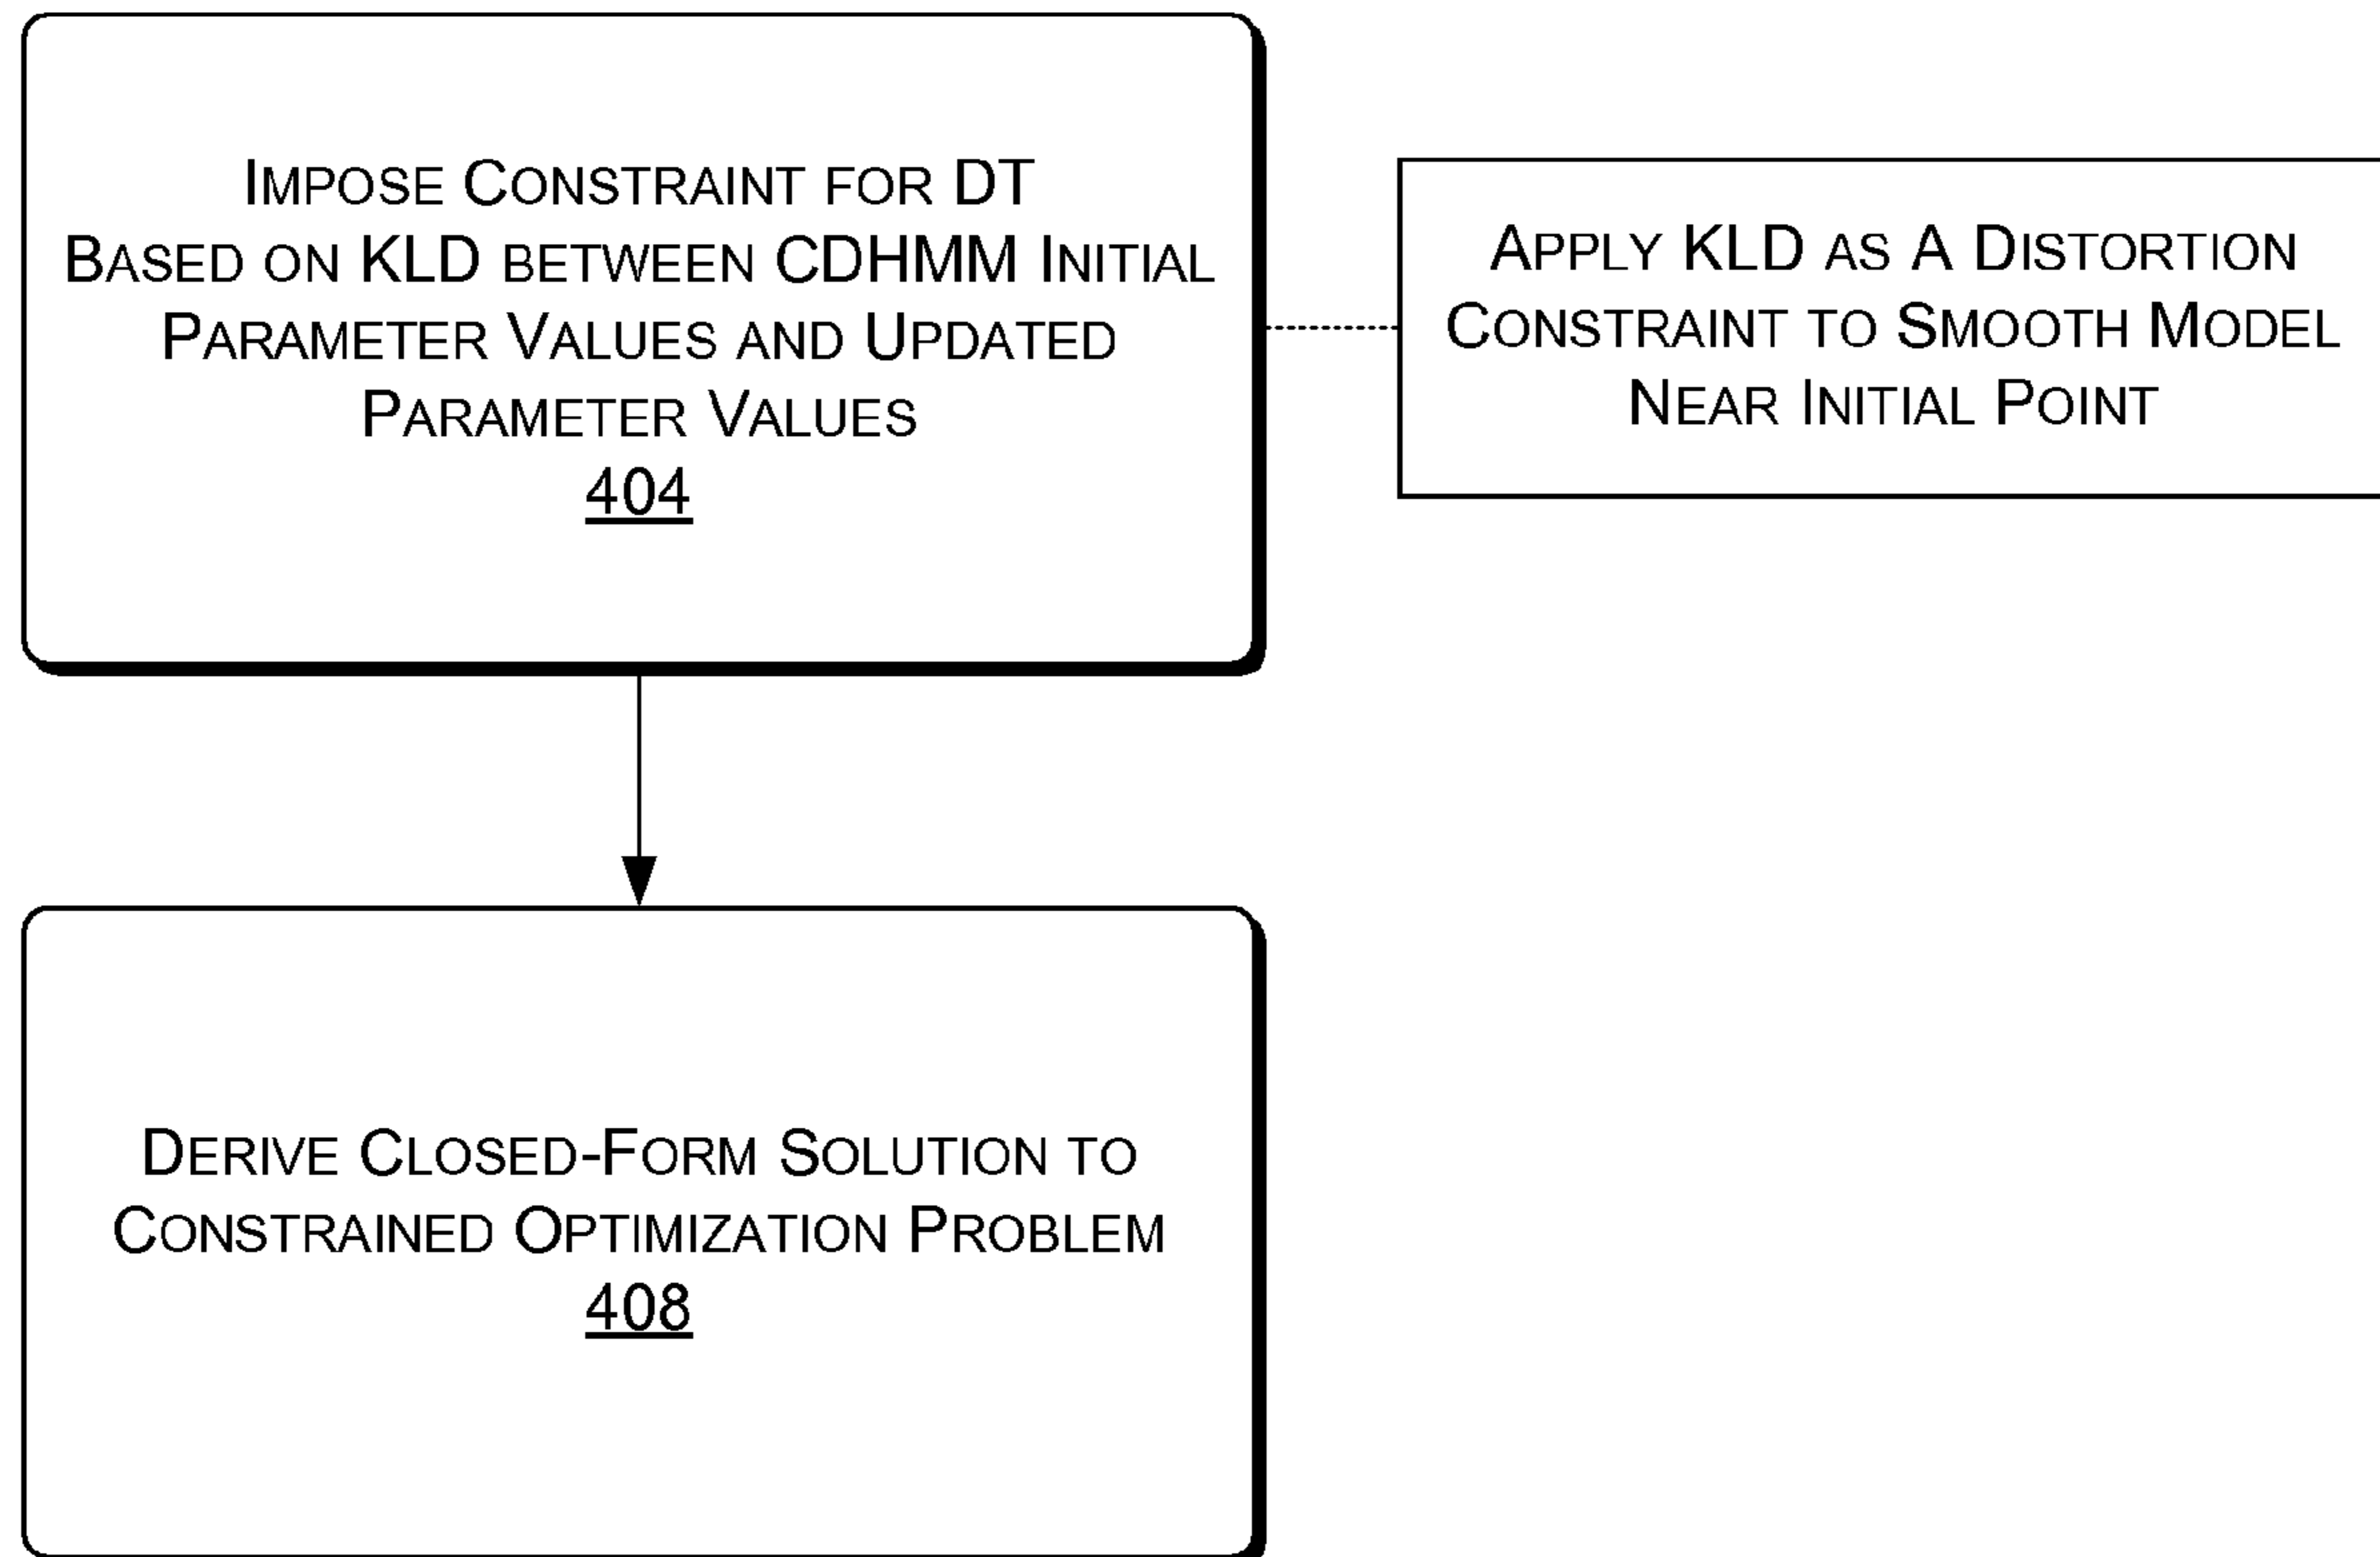 Impose Constraint for DT
Based on KLD between CDHMM Initial
Parameter Values and Updated
Parameter Values
404
Apply KLD as A Distortion
Constraint to Smooth Model
Near Initial Point
Derive Closed-Form Solution to
Constrained Optimization Problem
408